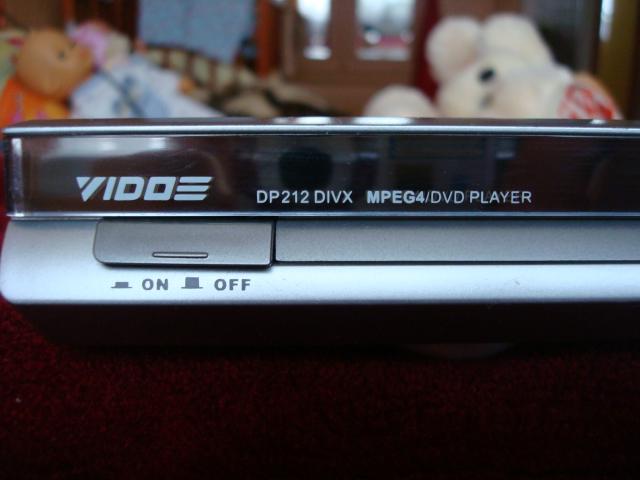 VIDOE DP212 DIVX MPEG4/DVD PLAYER
ON OFF